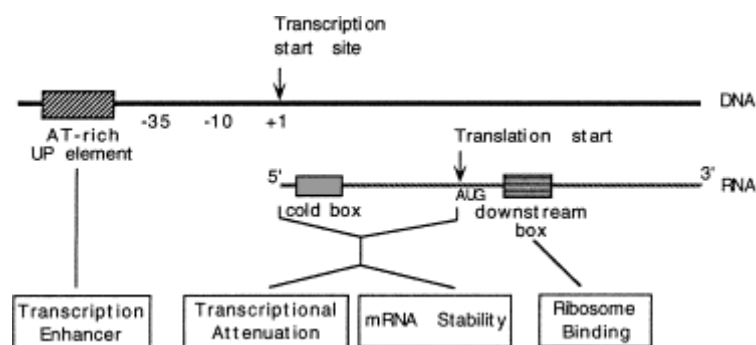 Transcription
start site
DNA
-35 -10 +1
AT-rich
UP element
Translation start
5'
3'
RNA
AUG
cold box
downstream
box
Transcription
Enhancer
Transcriptional
Attenuation
mRNA Stability
Ribosome
Binding